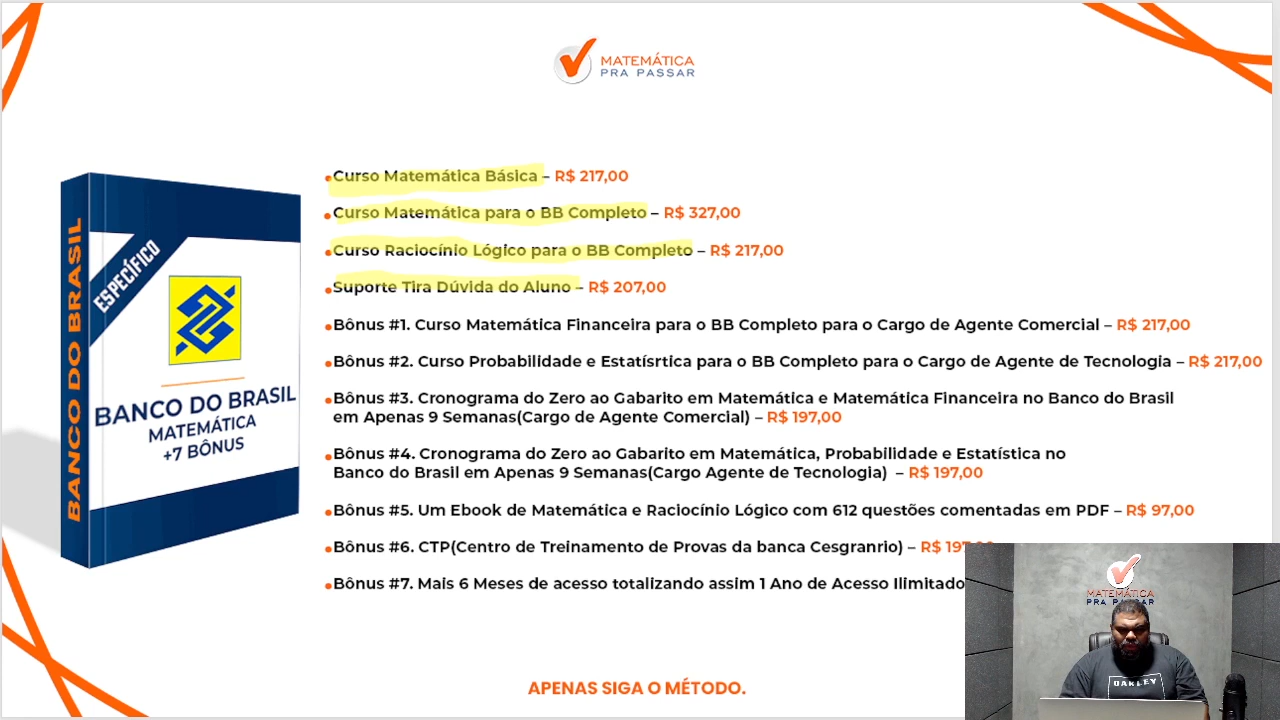 MATEMÁTICA
PRA PASSAR
Curso Matemática Básica – R$ 217,00
Curso Matemática para o BB Completo – R$ 327,00
Curso Raciocínio Lógico para o BB Completo – R$ 217,00
Suporte Tira Dúvida do Aluno – R$ 207,00
Bônus #1. Curso Matemática Financeira para o BB Completo para o Cargo de Agente Comercial – R$ 217,00
Bônus #2. Curso Probabilidade e Estatísrtica para o BB Completo para o Cargo de Agente de Tecnologia – R$ 217,00
Bônus #3. Cronograma do Zero ao Gabarito em Matemática e Matemática Financeira no Banco do Brasil
em Apenas 9 Semanas(Cargo de Agente Comercial) – R$ 197,00
Bônus #4. Cronograma do Zero ao Gabarito em Matemática, Probabilidade e Estatística no
Banco do Brasil em Apenas 9 Semanas(Cargo Agente de Tecnologia) – R$ 197,00
Bônus #5. Um Ebook de Matemática e Raciocínio Lógico com 612 questões comentadas em PDF – R$ 97,00
Bônus #6. CTP(Centro de Treinamento de Provas da banca Cesgranrio) – R$ 197
Bônus #7. Mais 6 Meses de acesso totalizando assim 1 Ano de Acesso Ilimitado
BANCO DO BRASIL
ESPECÍFICO
BANCO DO BRASIL
MATEMÁTICA
+7 BÔNUS
APENAS SIGA O MÉTODO.
MATEMÁTICA
PRA PASSAR
OAKLEY